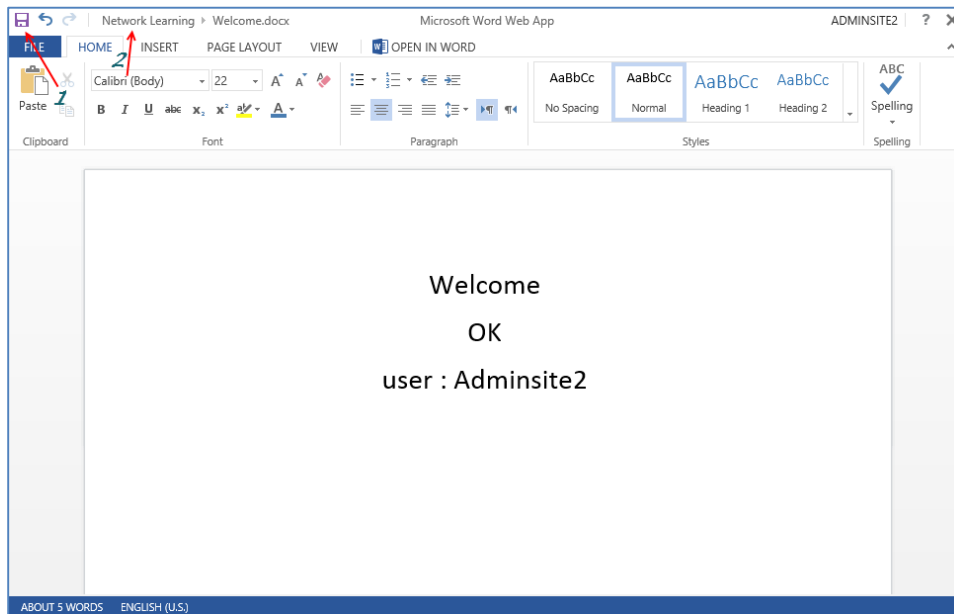 Network Learning ▸ Welcome.docx Microsoft Word Web App ADMINSITE2 ? X
FILE HOME INSERT PAGE LAYOUT VIEW OPEN IN WORD
2
Calibri (Body) 22 A A AaBbCc AaBbCc AaBbCc AaBbCc ABC
Paste 1 B I U abc x₂ x² ab A No Spacing Normal Heading 1 Heading 2 Spelling
Clipboard Font Paragraph Styles Spelling
Welcome
OK
user : Adminsite2
ABOUT 5 WORDS ENGLISH (U.S.)